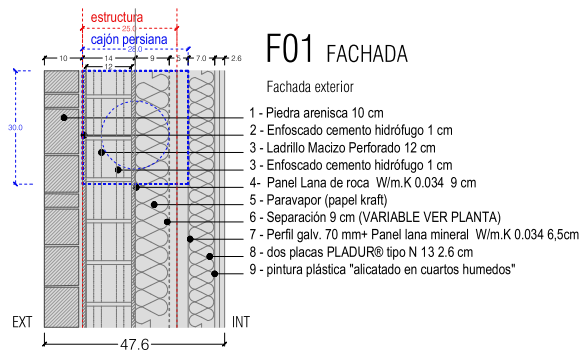 estructura
25.0
cajón persiana
28.0
10
14
9
5
7.0
2.6
12
30.0
F01 FACHADA
Fachada exterior
1 - Piedra arenisca 10 cm
2 - Enfoscado cemento hidrófugo 1 cm
3 - Ladrillo Macizo Perforado 12 cm
3 - Enfoscado cemento hidrófugo 1 cm
4- Panel Lana de roca W/m.K 0.034 9 cm
5 - Paravapor (papel kraft)
6 - Separación 9 cm (VARIABLE VER PLANTA)
7 - Perfil galv. 70 mm+ Panel lana mineral W/m.K 0.034 6,5cm
8 - dos placas PLADUR® tipo N 13 2.6 cm
9 - pintura plástica "alicatado en cuartos humedos"
EXT
INT
47.6